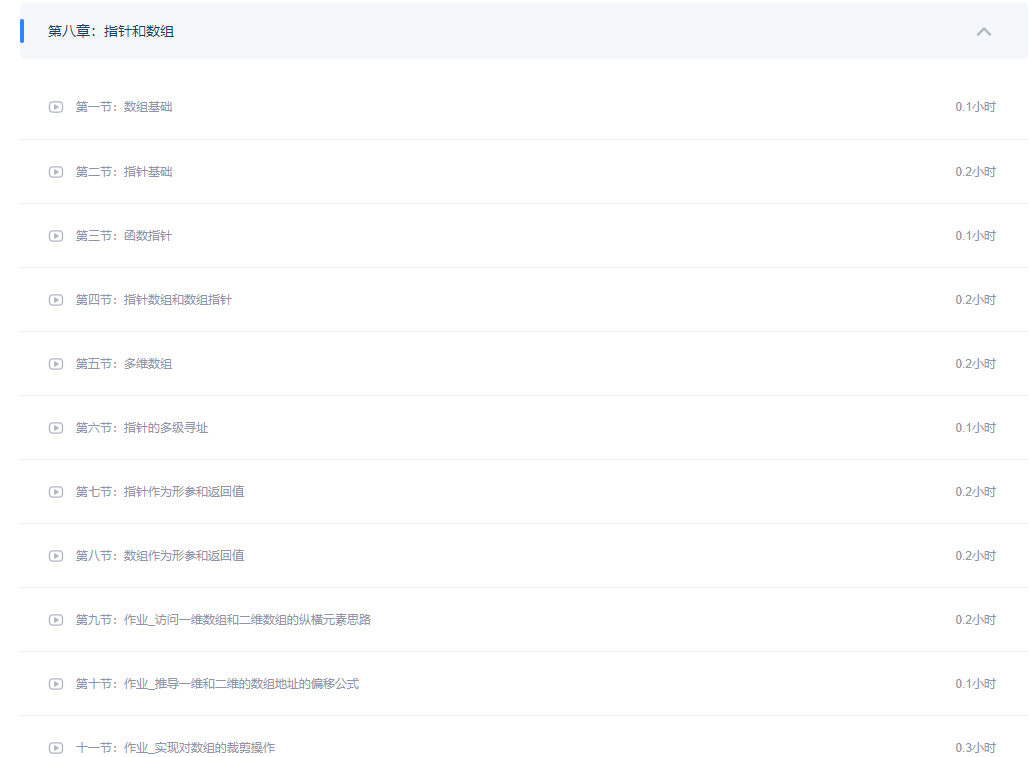 第八章：指针和数组
第一节：数组基础 0.1小时
第二节：指针基础 0.2小时
第三节：函数指针 0.1小时
第四节：指针数组和数组指针 0.2小时
第五节：多维数组 0.2小时
第六节：指针的多级寻址 0.1小时
第七节：指针作为形参和返回值 0.2小时
第八节：数组作为形参和返回值 0.2小时
第九节：作业_访问一维数组和二维数组的纵横元素思路 0.2小时
第十节：作业_推导一维和二维的数组地址的偏移公式 0.1小时
十一节：作业_实现对数组的裁剪操作 0.3小时